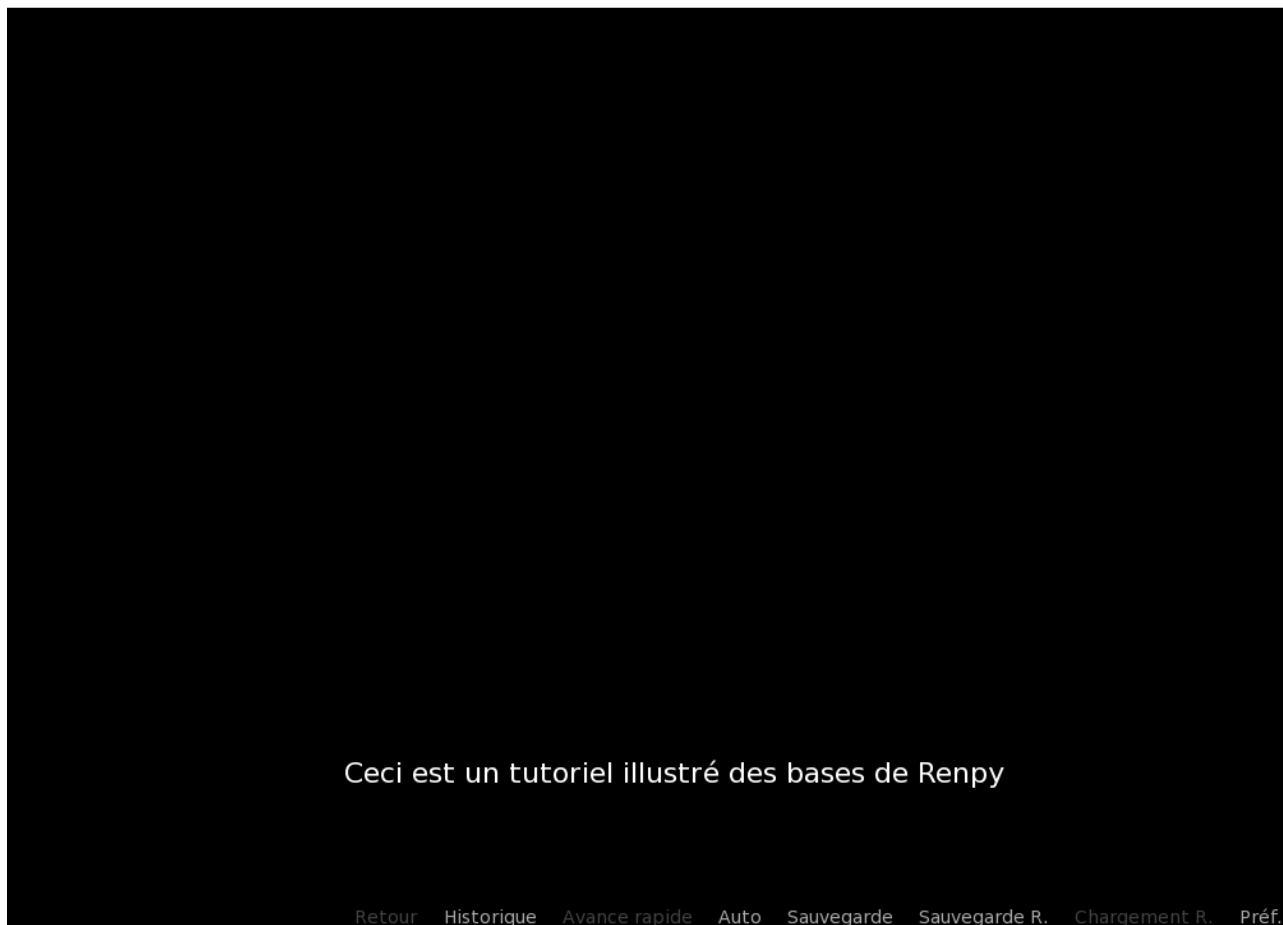 Ceci est un tutoriel illustré des bases de Renpy
Retour Historique Avance rapide Auto Sauvegarde Sauvegarde R. Chargement R. Préf.